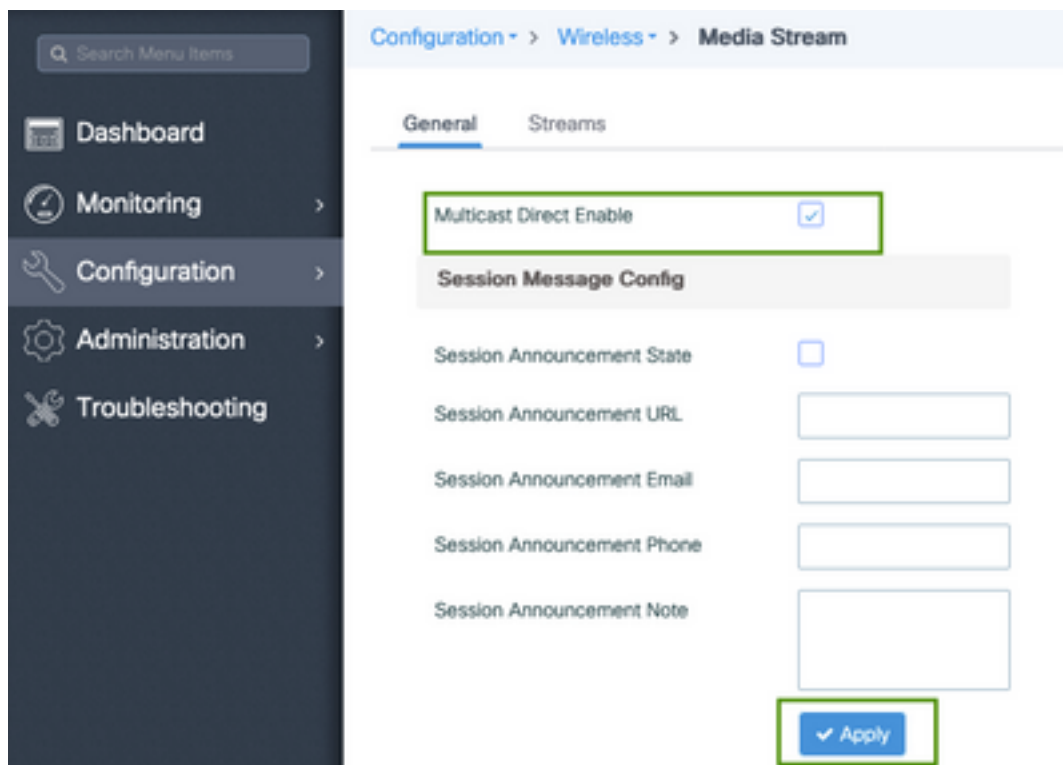 Search Menu Items
Dashboard
Monitoring
Configuration
Administration
Troubleshooting
Configuration > Wireless > Media Stream
General Streams
Multicast Direct Enable
Session Message Config
Session Announcement State
Session Announcement URL
Session Announcement Email
Session Announcement Phone
Session Announcement Note
Apply